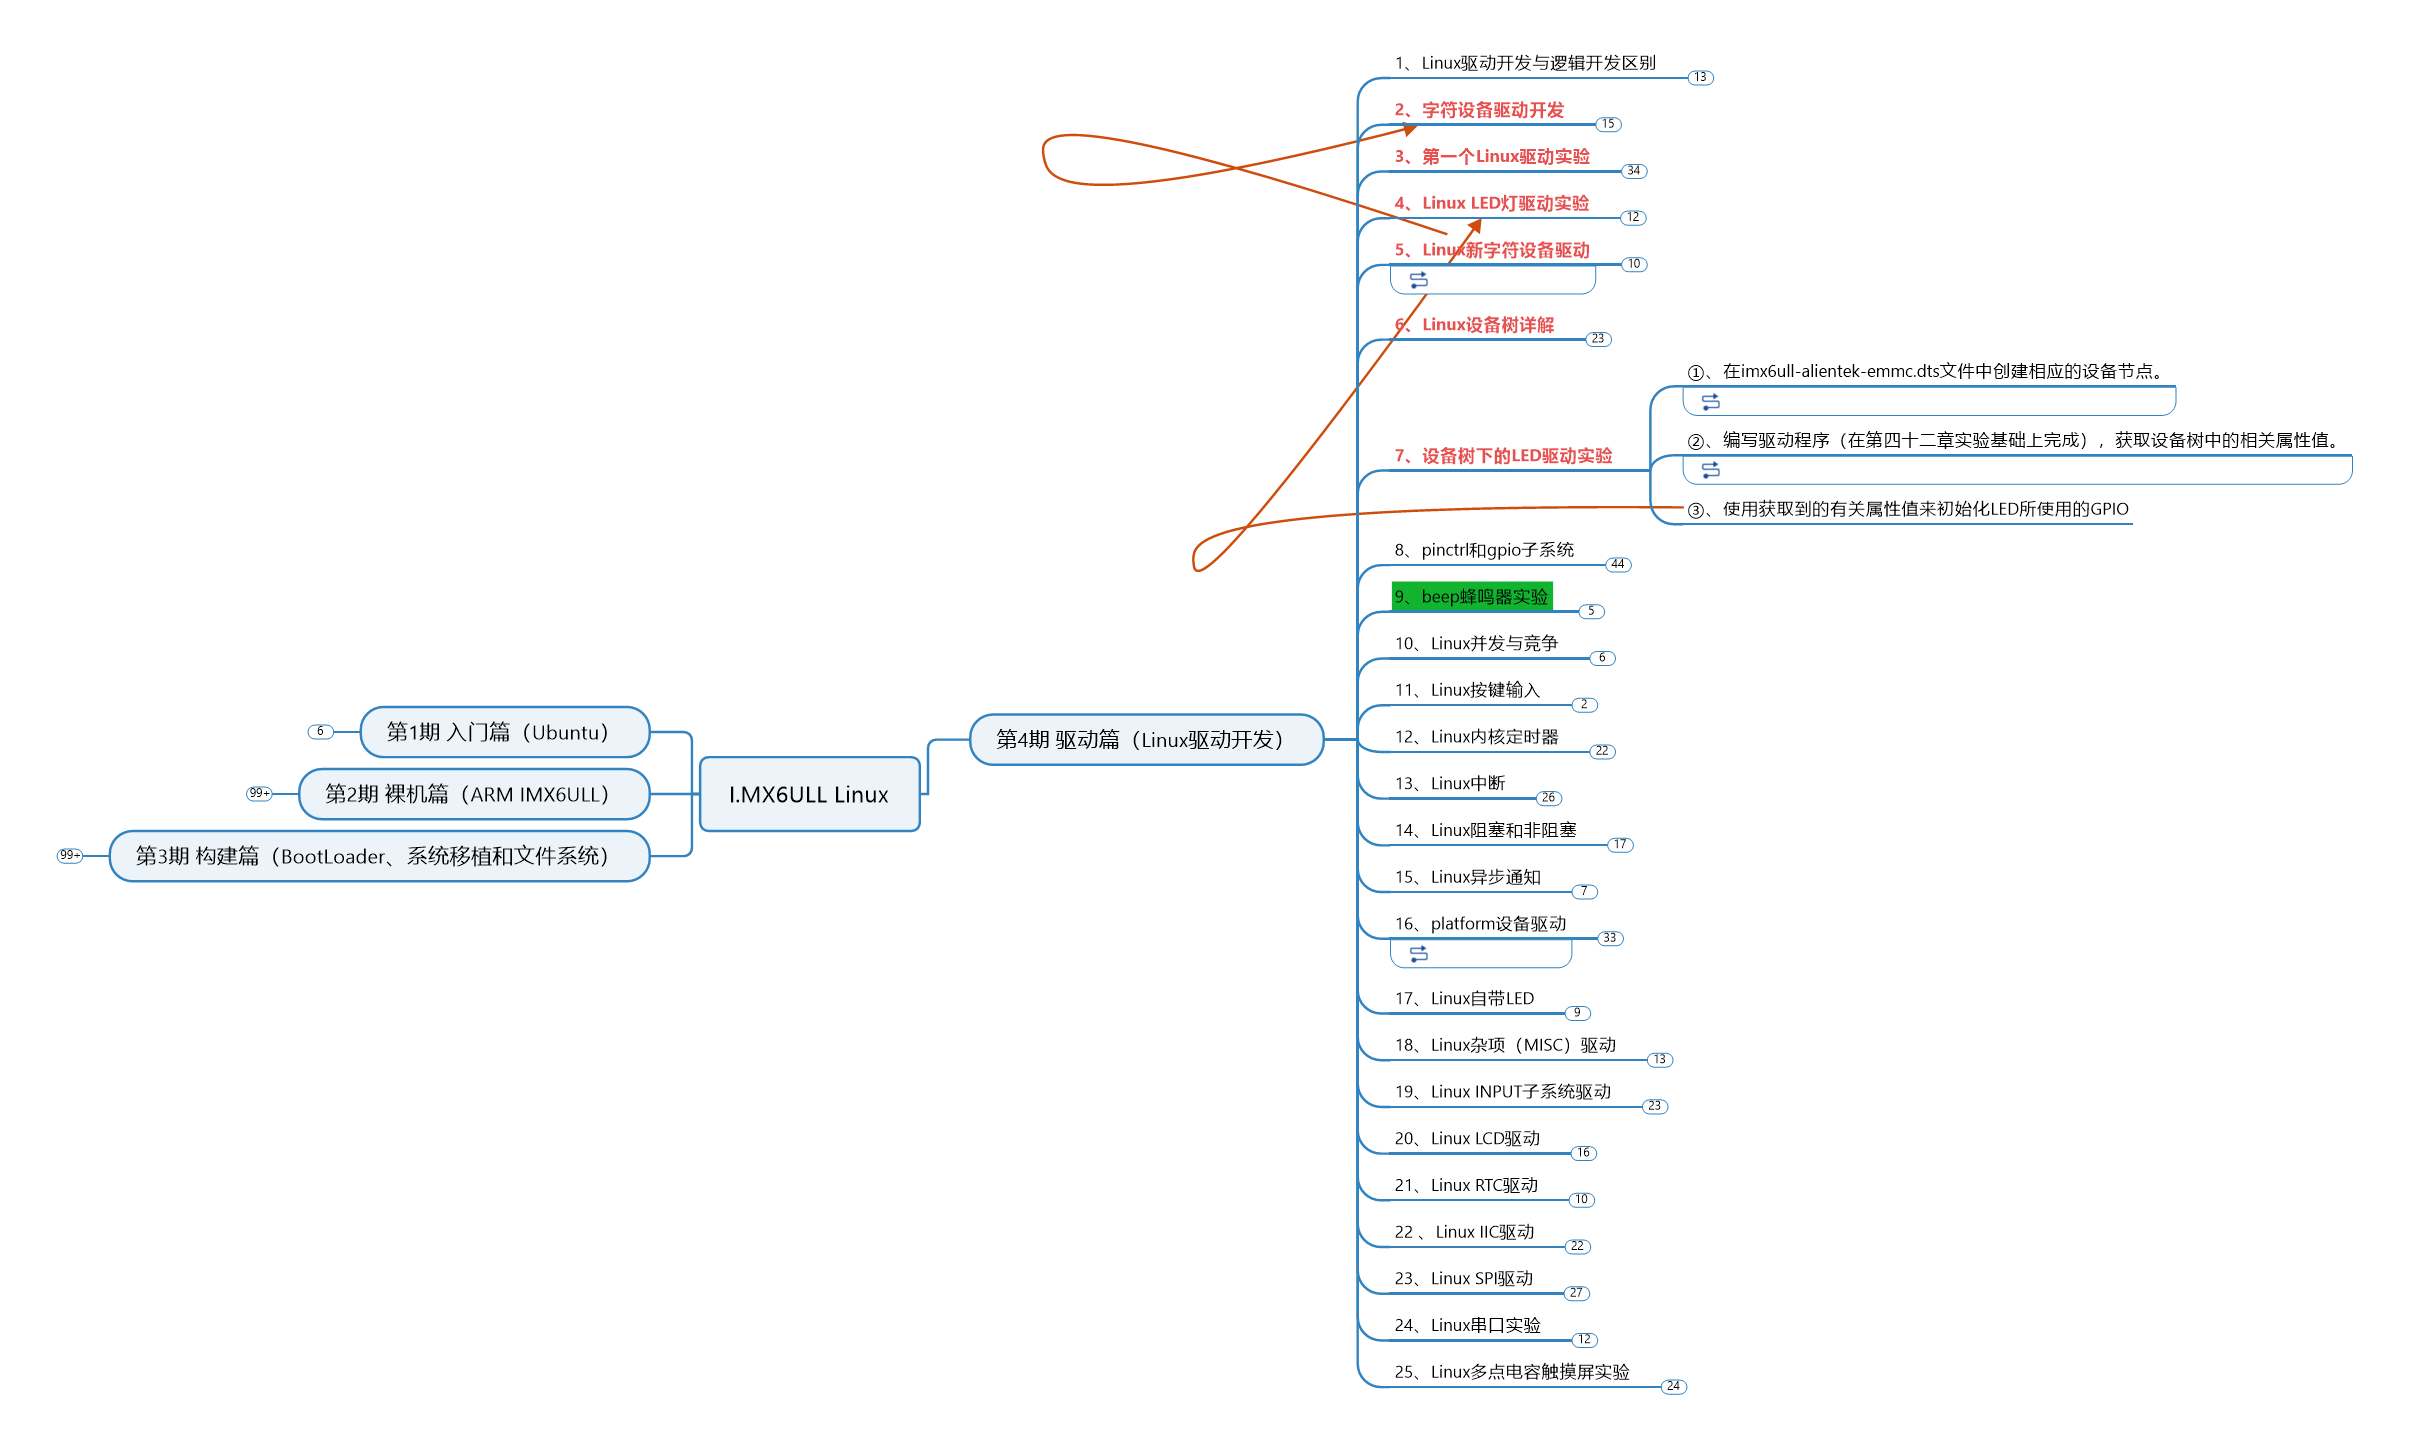 I.MX6ULL Linux
第1期 入门篇（Ubuntu）
6
第2期 裸机篇（ARM IMX6ULL）
99+
第3期 构建篇（BootLoader、系统移植和文件系统）
99+
第4期 驱动篇（Linux驱动开发）
1、Linux驱动开发与逻辑开发区别
13
2、字符设备驱动开发
15
3、第一个Linux驱动实验
34
4、Linux LED灯驱动实验
12
5、Linux新字符设备驱动
10
6、Linux设备树详解
23
7、设备树下的LED驱动实验
①、在imx6ull-alientek-emmc.dts文件中创建相应的设备节点。
②、编写驱动程序（在第四十二章实验基础上完成），获取设备树中的相关属性值。
③、使用获取到的有关属性值来初始化LED所使用的GPIO
8、pinctrl和gpio子系统
44
9、beep蜂鸣器实验
5
10、Linux并发与竞争
6
11、Linux按键输入
2
12、Linux内核定时器
22
13、Linux中断
26
14、Linux阻塞和非阻塞
17
15、Linux异步通知
7
16、platform设备驱动
33
17、Linux自带LED
9
18、Linux杂项（MISC）驱动
13
19、Linux INPUT子系统驱动
23
20、Linux LCD驱动
16
21、Linux RTC驱动
10
22 、Linux IIC驱动
22
23、Linux SPI驱动
27
24、Linux串口实验
12
25、Linux多点电容触摸屏实验
24